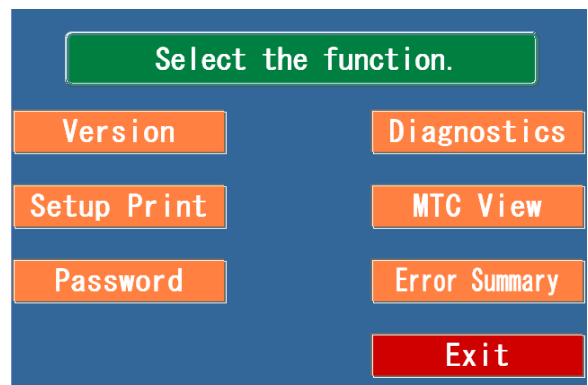 Select the function.
Version
Diagnostics
Setup Print
MTC View
Password
Error Summary
Exit